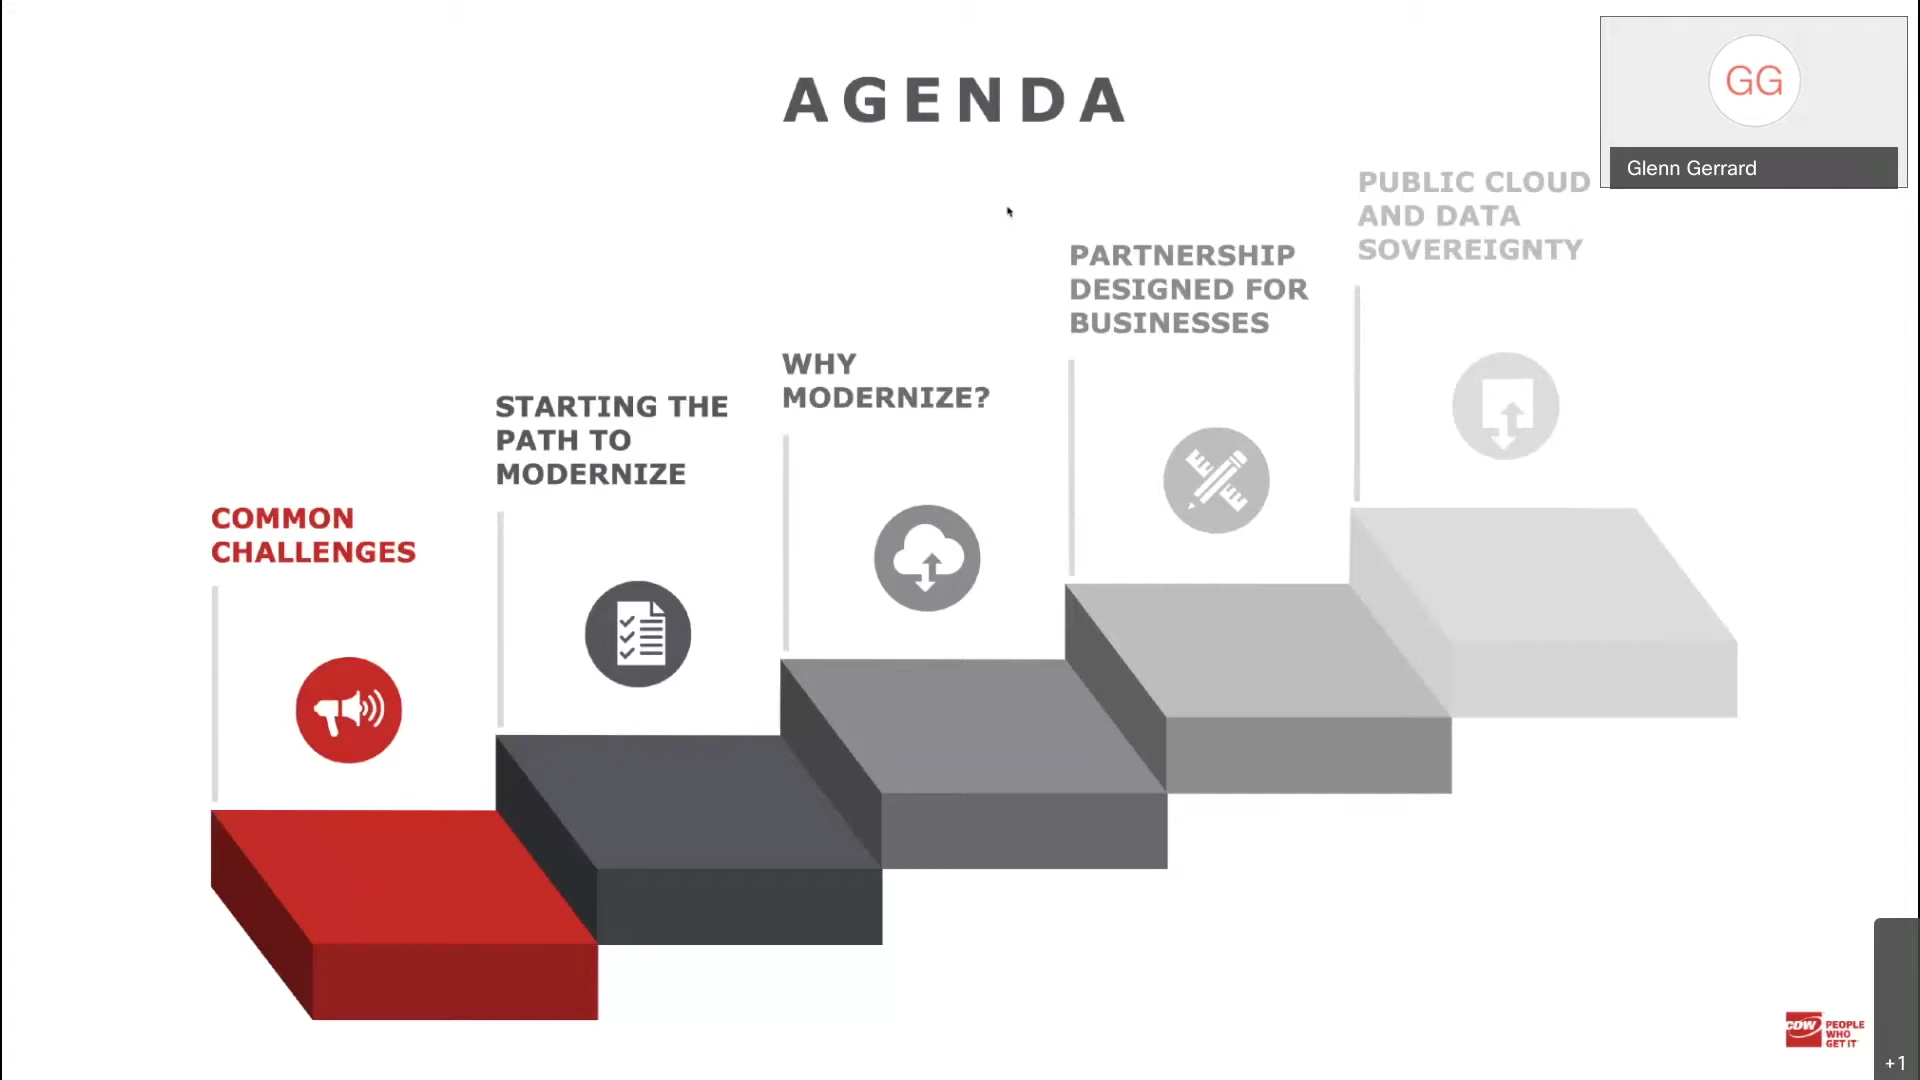 AGENDA
GG
Glenn Gerrard
PUBLIC CLOUD
AND DATA
SOVEREIGNTY
PARTNERSHIP
DESIGNED FOR
BUSINESSES
WHY
MODERNIZE?
STARTING THE
PATH TO
MODERNIZE
COMMON
CHALLENGES
CDW
PEOPLE
WHO
GET IT
+1